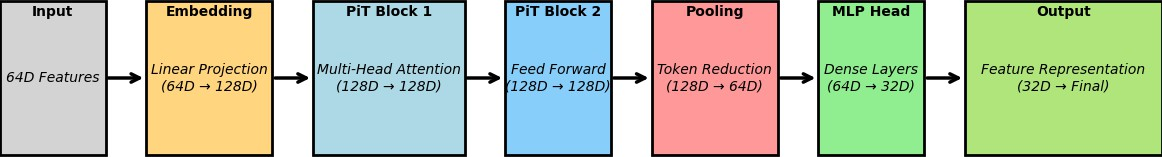 Input
64D Features
Embedding
Linear Projection
(64D → 128D)
PiT Block 1
Multi-Head Attention
(128D → 128D)
PiT Block 2
Feed Forward
(128D → 128D)
Pooling
Token Reduction
(128D → 64D)
MLP Head
Dense Layers
(64D → 32D)
Output
Feature Representation
(32D → Final)